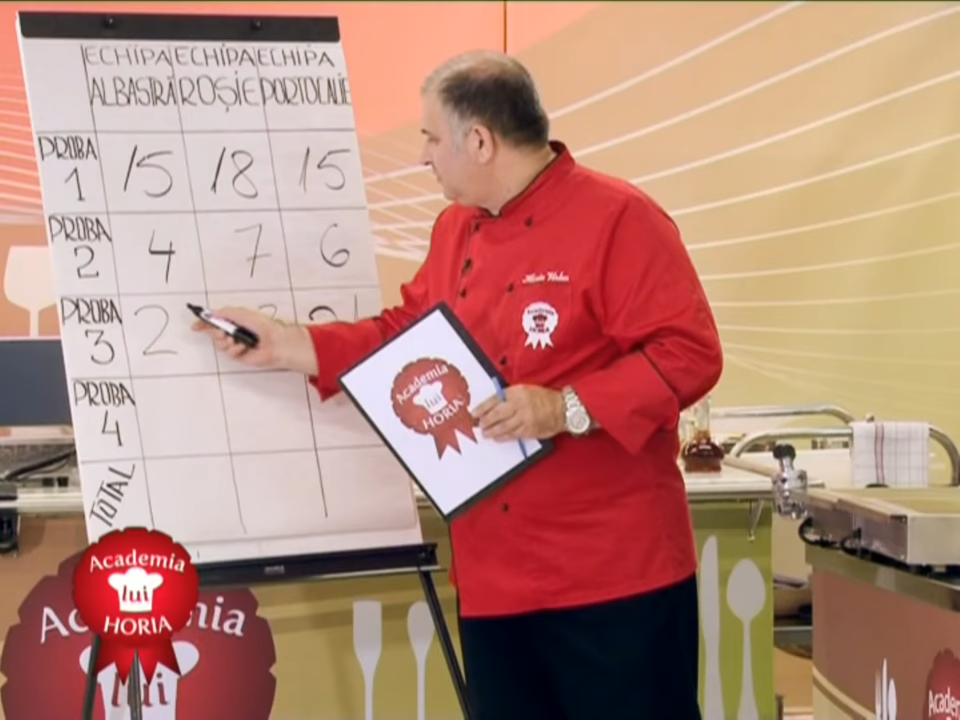 ECHIPA ECHIPA ECHIPA
ALBASTRĂ ROȘIE PORTOCALIE
PROBA 1 15 18 15
PROBA 2 4 7 6
PROBA 3 2
PROBA 4
TOTAL
Academia
lui
HORIA
Academia
HORIA
Academia
lui
HORIA
Academia
lui